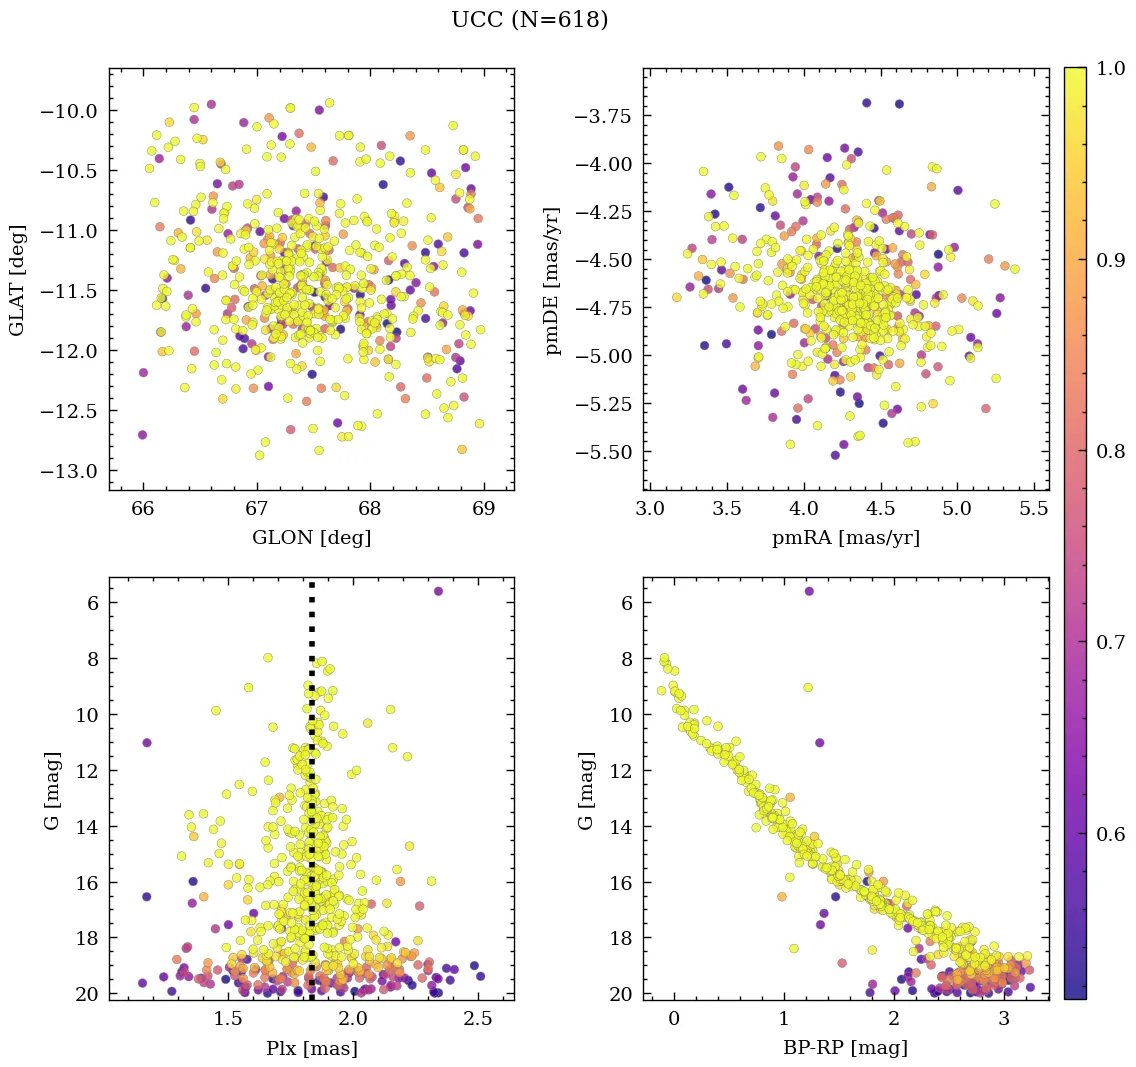 UCC (N=618)
−10.0
−10.5
−11.0
−11.5
−12.0
−12.5
−13.0
GLAT [deg]
66 67 68 69
GLON [deg]
−3.75
−4.00
−4.25
−4.50
−4.75
−5.00
−5.25
−5.50
pmDE [mas/yr]
3.0 3.5 4.0 4.5 5.0 5.5
pmRA [mas/yr]
6
8
10
12
14
16
18
20
G [mag]
1.5 2.0 2.5
Plx [mas]
6
8
10
12
14
16
18
20
G [mag]
0 1 2 3
BP-RP [mag]
1.0
0.9
0.8
0.7
0.6